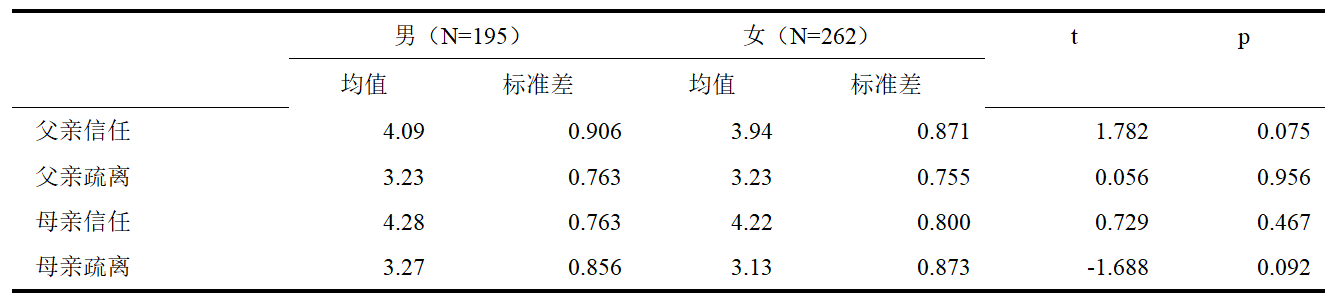 男（N=195） 女（N=262） t p
均值 标准差 均值 标准差
父亲信任 4.09 0.906 3.94 0.871 1.782 0.075
父亲疏离 3.23 0.763 3.23 0.755 0.056 0.956
母亲信任 4.28 0.763 4.22 0.800 0.729 0.467
母亲疏离 3.27 0.856 3.13 0.873 -1.688 0.092